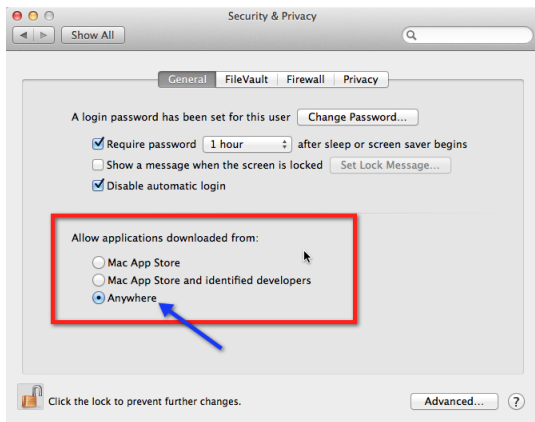 Security & Privacy
Show All
General FileVault Firewall Privacy
A login password has been set for this user Change Password...
Require password 1 hour after sleep or screen saver begins
Show a message when the screen is locked Set Lock Message...
Disable automatic login
Allow applications downloaded from:
Mac App Store
Mac App Store and identified developers
Anywhere
Click the lock to prevent further changes. Advanced... ?